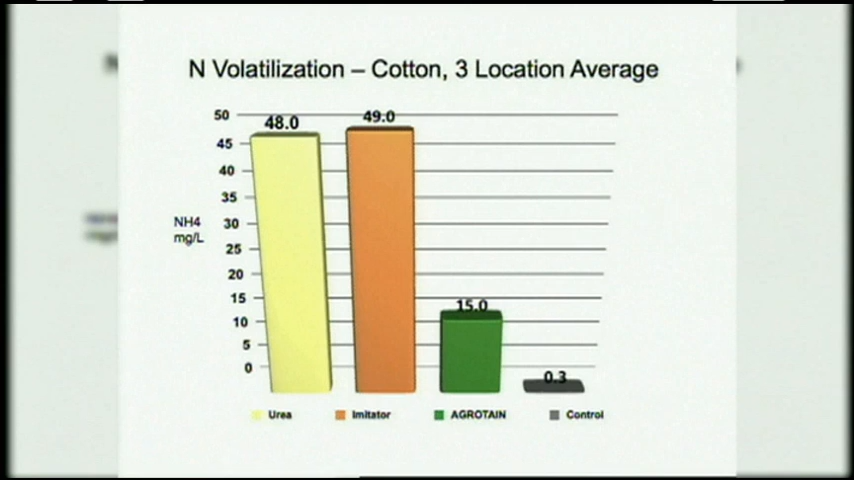 N Volatilization – Cotton, 3 Location Average
50
48.0
49.0
45
40
35
NH4
mg/L
30
25
20
15
15.0
10
5
0
0.3
Urea
Imitator
AGROTAIN
Control